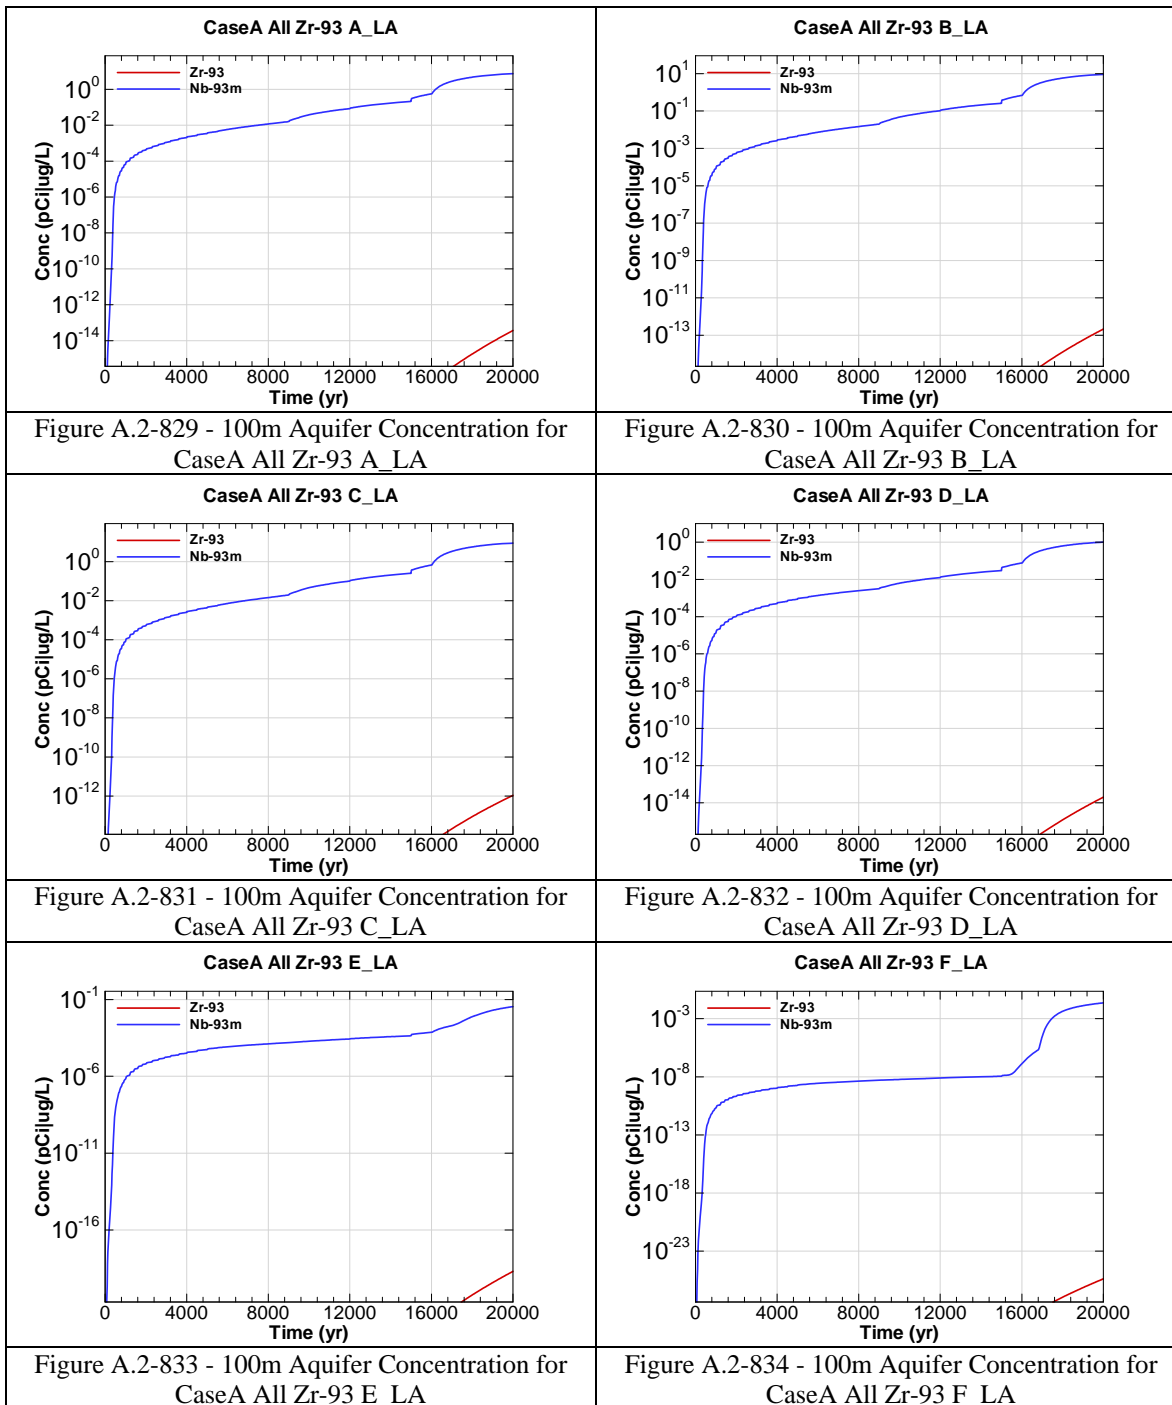 CaseA All Zr-93 A_LA
Zr-93
Nb-93m
10^0
10^-2
10^-4
10^-6
10^-8
10^-10
10^-12
10^-14
Conc (pCi|ug/L)
0 4000 8000 12000 16000 20000
Time (yr)
Figure A.2-829 - 100m Aquifer Concentration for
CaseA All Zr-93 A_LA
CaseA All Zr-93 B_LA
Zr-93
Nb-93m
10^1
10^-1
10^-3
10^-5
10^-7
10^-9
10^-11
10^-13
Conc (pCi|ug/L)
0 4000 8000 12000 16000 20000
Time (yr)
Figure A.2-830 - 100m Aquifer Concentration for
CaseA All Zr-93 B_LA
CaseA All Zr-93 C_LA
Zr-93
Nb-93m
10^0
10^-2
10^-4
10^-6
10^-8
10^-10
10^-12
Conc (pCi|ug/L)
0 4000 8000 12000 16000 20000
Time (yr)
Figure A.2-831 - 100m Aquifer Concentration for
CaseA All Zr-93 C_LA
CaseA All Zr-93 D_LA
Zr-93
Nb-93m
10^0
10^-2
10^-4
10^-6
10^-8
10^-10
10^-12
10^-14
Conc (pCi|ug/L)
0 4000 8000 12000 16000 20000
Time (yr)
Figure A.2-832 - 100m Aquifer Concentration for
CaseA All Zr-93 D_LA
CaseA All Zr-93 E_LA
Zr-93
Nb-93m
10^-1
10^-6
10^-11
10^-16
Conc (pCi|ug/L)
0 4000 8000 12000 16000 20000
Time (yr)
Figure A.2-833 - 100m Aquifer Concentration for
CaseA All Zr-93 E_LA
CaseA All Zr-93 F_LA
Zr-93
Nb-93m
10^-3
10^-8
10^-13
10^-18
10^-23
Conc (pCi|ug/L)
0 4000 8000 12000 16000 20000
Time (yr)
Figure A.2-834 - 100m Aquifer Concentration for
CaseA All Zr-93 F_LA